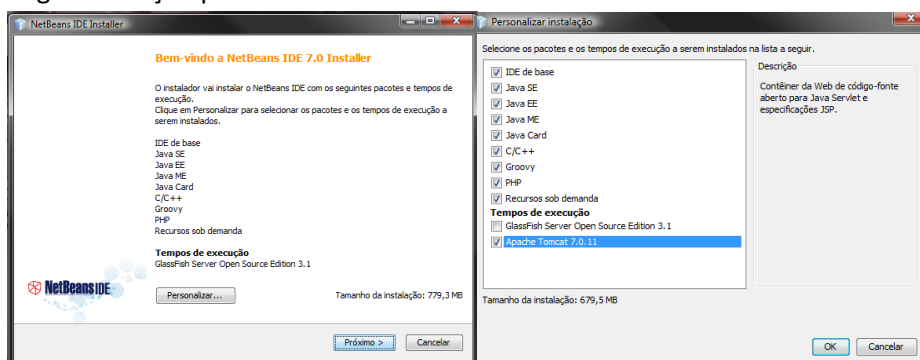 NetBeans IDE Installer
Bem-vindo a NetBeans IDE 7.0 Installer
O instalador vai instalar o NetBeans IDE com os seguintes pacotes e tempos de
execução.
Clique em Personalizar para selecionar os pacotes e os tempos de execução a
serem instalados.
IDE de base
Java SE
Java EE
Java ME
Java Card
C/C++
Groovy
PHP
Recursos sob demanda
Tempos de execução
GlassFish Server Open Source Edition 3.1
NetBeans IDE
Personalizar...
Tamanho da instalação: 779,3 MB
Próximo >
Cancelar
Personalizar instalação
Selecione os pacotes e os tempos de execução a serem instalados na lista a seguir.
IDE de base
Java SE
Java EE
Java ME
Java Card
C/C++
Groovy
PHP
Recursos sob demanda
Tempos de execução
GlassFish Server Open Source Edition 3.1
Apache Tomcat 7.0.11
Descrição
Contêiner da Web de código-fonte
aberto para Java Servlet e
especificações JSP.
Tamanho da instalação: 679,5 MB
OK
Cancelar